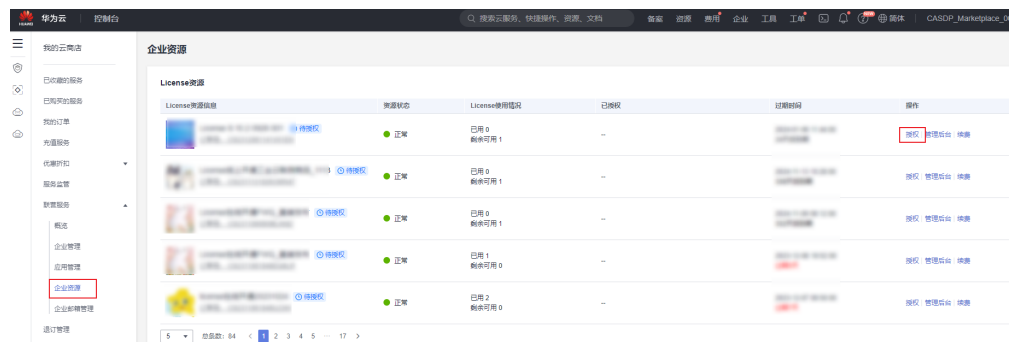 HUAWEI 华为云 控制台 搜索云服务、快捷操作、资源、文档 备案 资源 费用 企业 工具 工单 简体 CASDP_Marketplace_0
我的云商店
企业资源
已收藏的服务
已购买的服务
我的订单
充值服务
优惠折扣
服务监管
联营服务
概览
企业管理
应用管理
企业资源
企业邮箱管理
退订管理
License资源
License资源信息 资源状态 License使用情况 已授权 过期时间 操作
待授权 正常 已用 0 -- 授权 管理后台 续费
剩余可用 1
待授权 正常 已用 0 -- 授权 管理后台 续费
剩余可用 1
待授权 正常 已用 0 -- 授权 管理后台 续费
剩余可用 1
待授权 正常 已用 1 -- 授权 管理后台 续费
剩余可用 0
待授权 正常 已用 2 -- 授权 管理后台 续费
剩余可用 0
5 总条数: 84 < 1 2 3 4 5 ··· 17 >